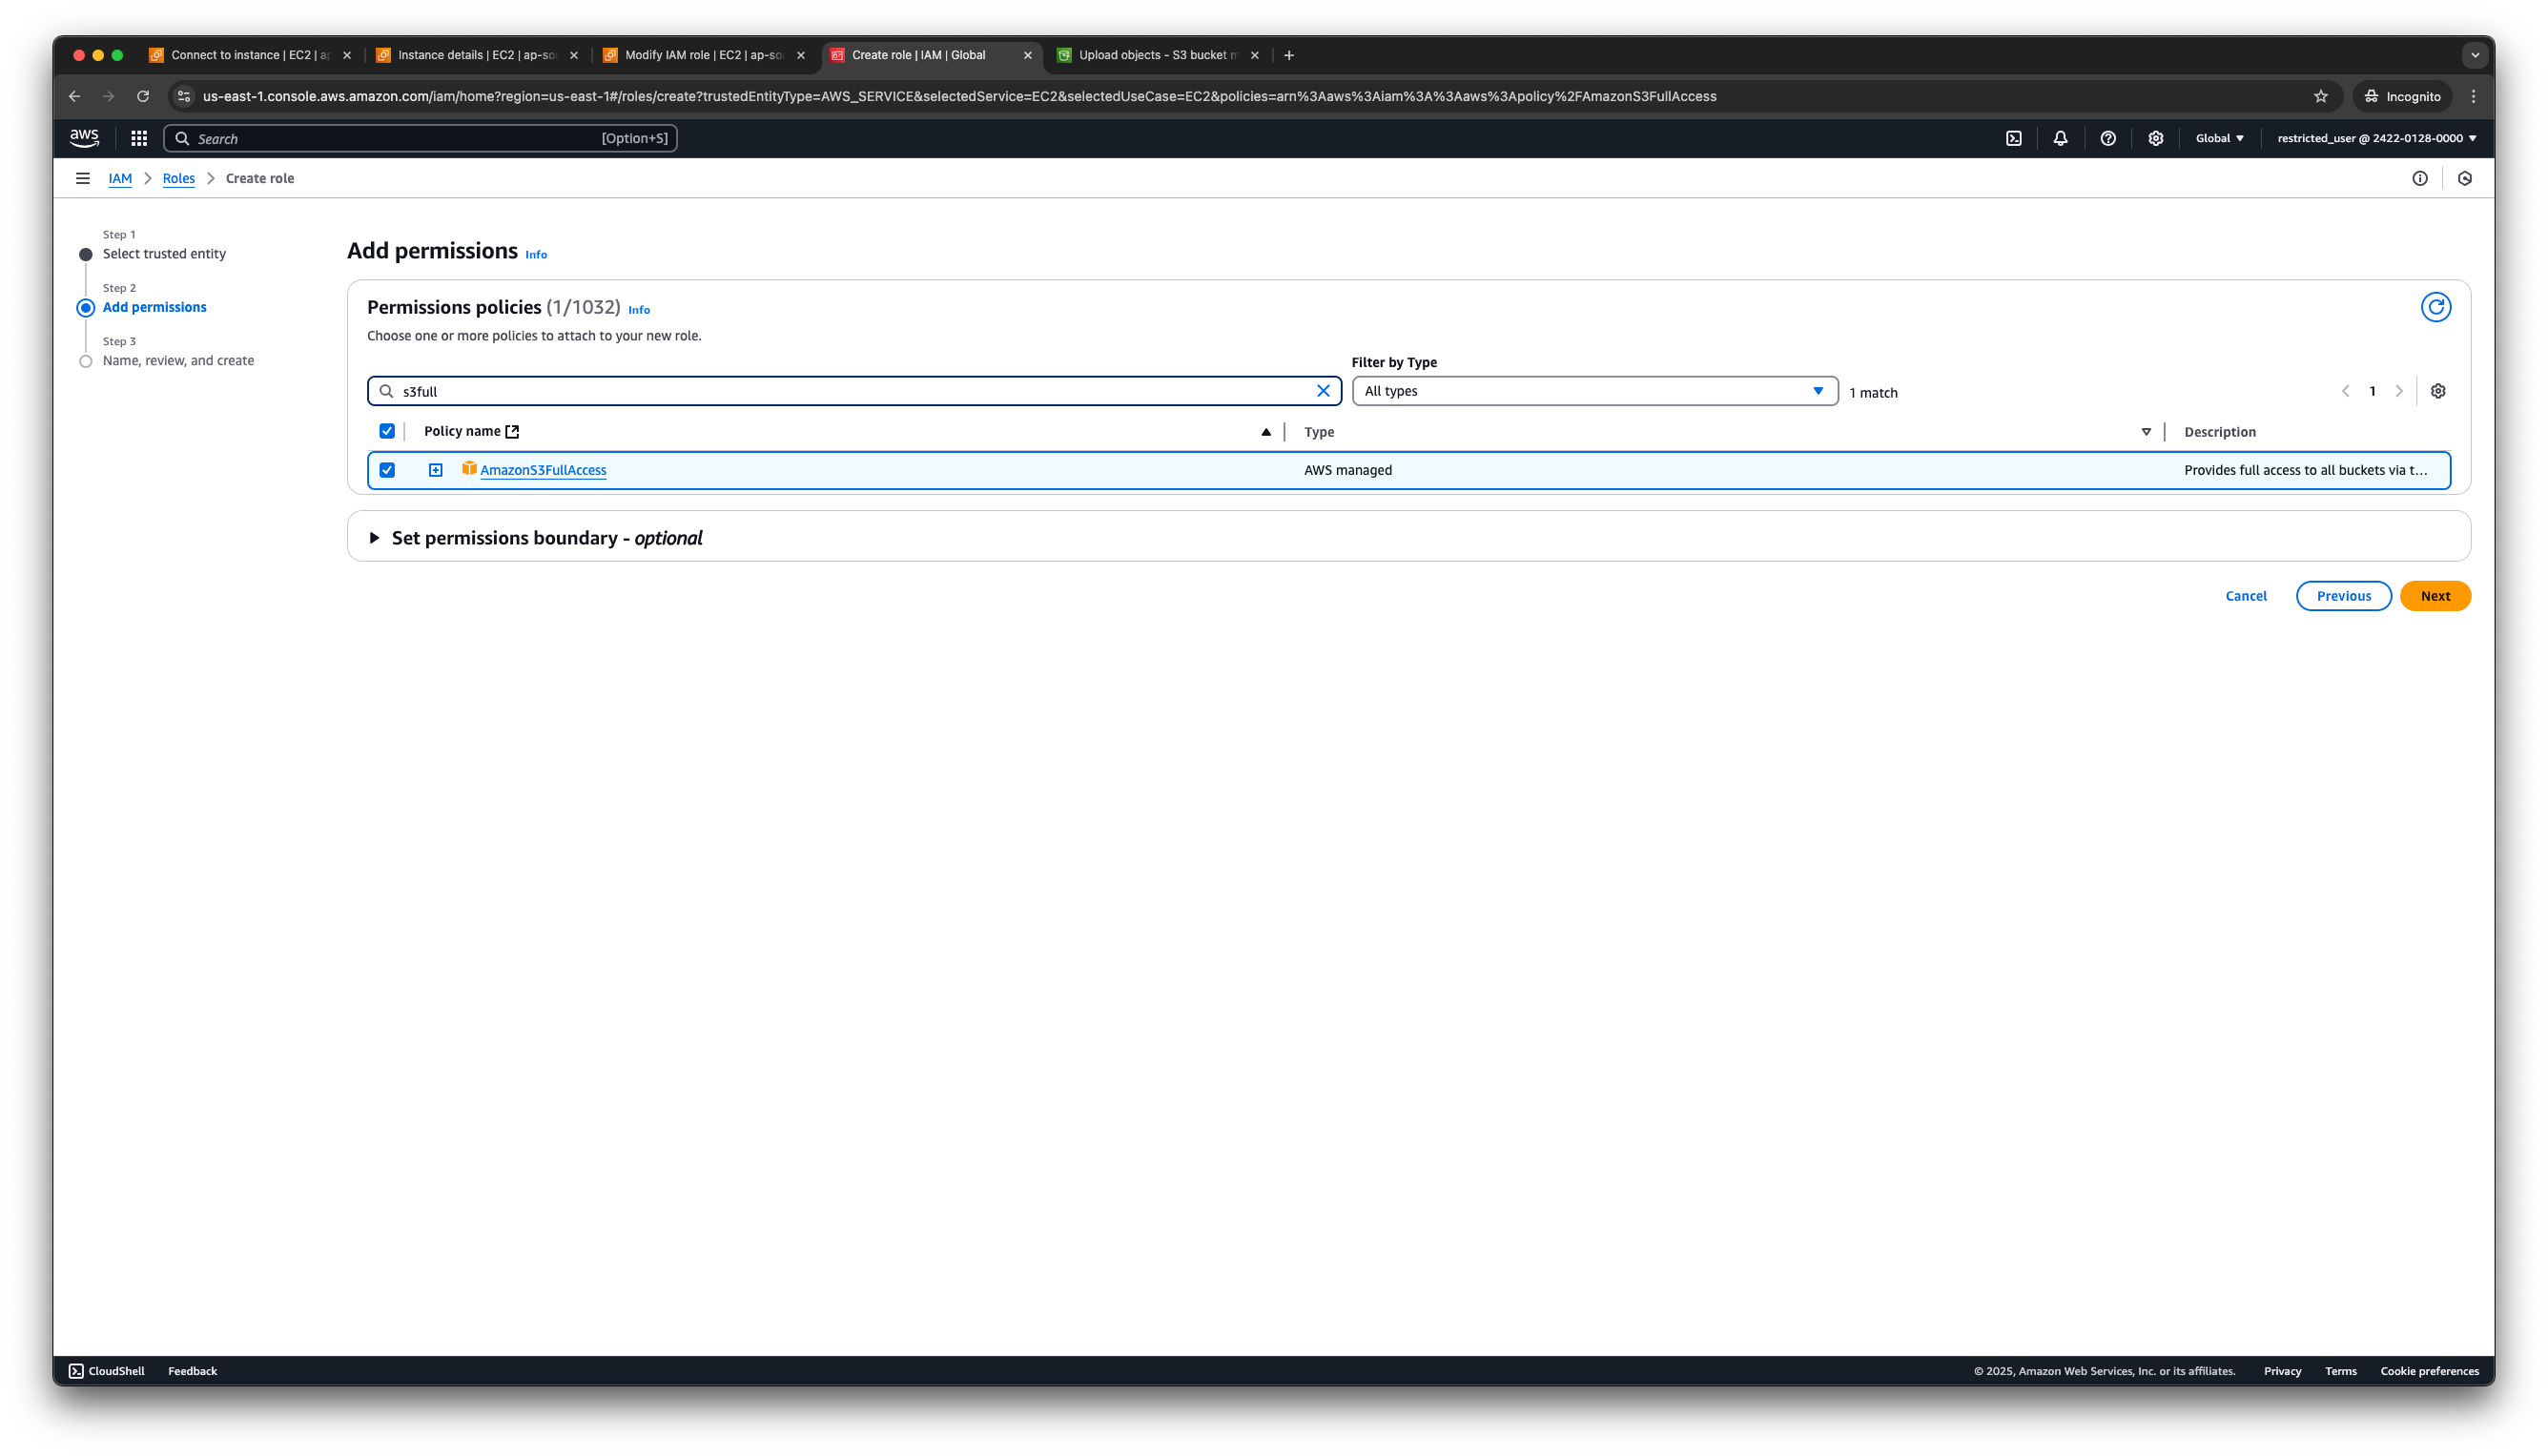 Connect to instance | EC2 | ap
Instance details | EC2 | ap-sou
Modify IAM role | EC2 | ap-sou
Create role | IAM | Global
Upload objects - S3 bucket m
us-east-1.console.aws.amazon.com/iam/home?region=us-east-1#/roles/create?trustedEntityType=AWS_SERVICE&selectedService=EC2&selectedUseCase=EC2&policies=arn%3Aaws%3Aiam%3A%3Aaws%3Apolicy%2FAmazonS3FullAccess
Incognito
aws
Search
[Option+S]
Global
restricted_user @ 2422-0128-0000
IAM
Roles
Create role
Step 1
Select trusted entity
Step 2
Add permissions
Step 3
Name, review, and create
Add permissions Info
Permissions policies (1/1032) Info
Choose one or more policies to attach to your new role.
Filter by Type
s3full
All types
1 match
1
Policy name
Type
Description
AmazonS3FullAccess
AWS managed
Provides full access to all buckets via t...
Set permissions boundary - optional
Cancel
Previous
Next
CloudShell
Feedback
© 2025, Amazon Web Services, Inc. or its affiliates.
Privacy
Terms
Cookie preferences